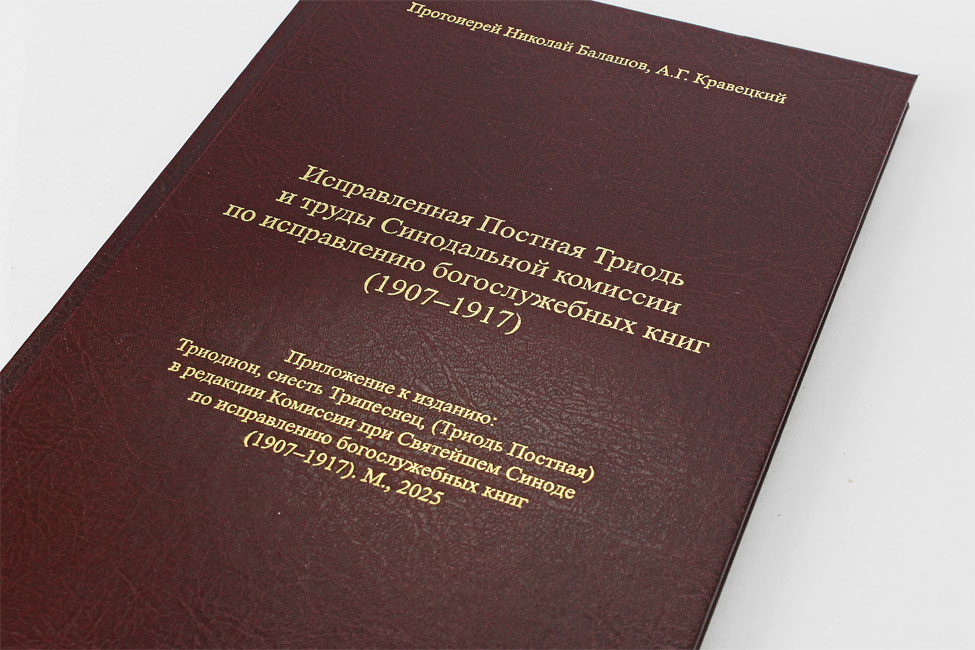 Протоиерей Николай Балашов, А.Г. Кравецкий
Исправленная Постная Триодь
и труды Синодальной комиссии
по исправлению богослужебных книг
(1907–1917)
Приложение к изданию:
Триодион, сиесть Трипеснец, (Триодь Постная)
в редакции Комиссии при Святейшем Синоде
по исправлению богослужебных книг
(1907–1917). М., 2025